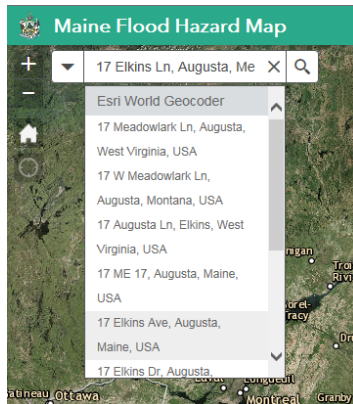 Maine Flood Hazard Map
17 Elkins Ln, Augusta, Me
Esri World Geocoder
17 Meadowlark Ln, Augusta,
West Virginia, USA
17 W Meadowlark Ln,
Augusta, Montana, USA
17 Augusta Ln, Elkins, West
Virginia, USA
17 ME 17, Augusta, Maine,
USA
17 Elkins Ave, Augusta,
Maine, USA
17 Elkins Dr, Augusta,
Ottawa
Montreal
Granby